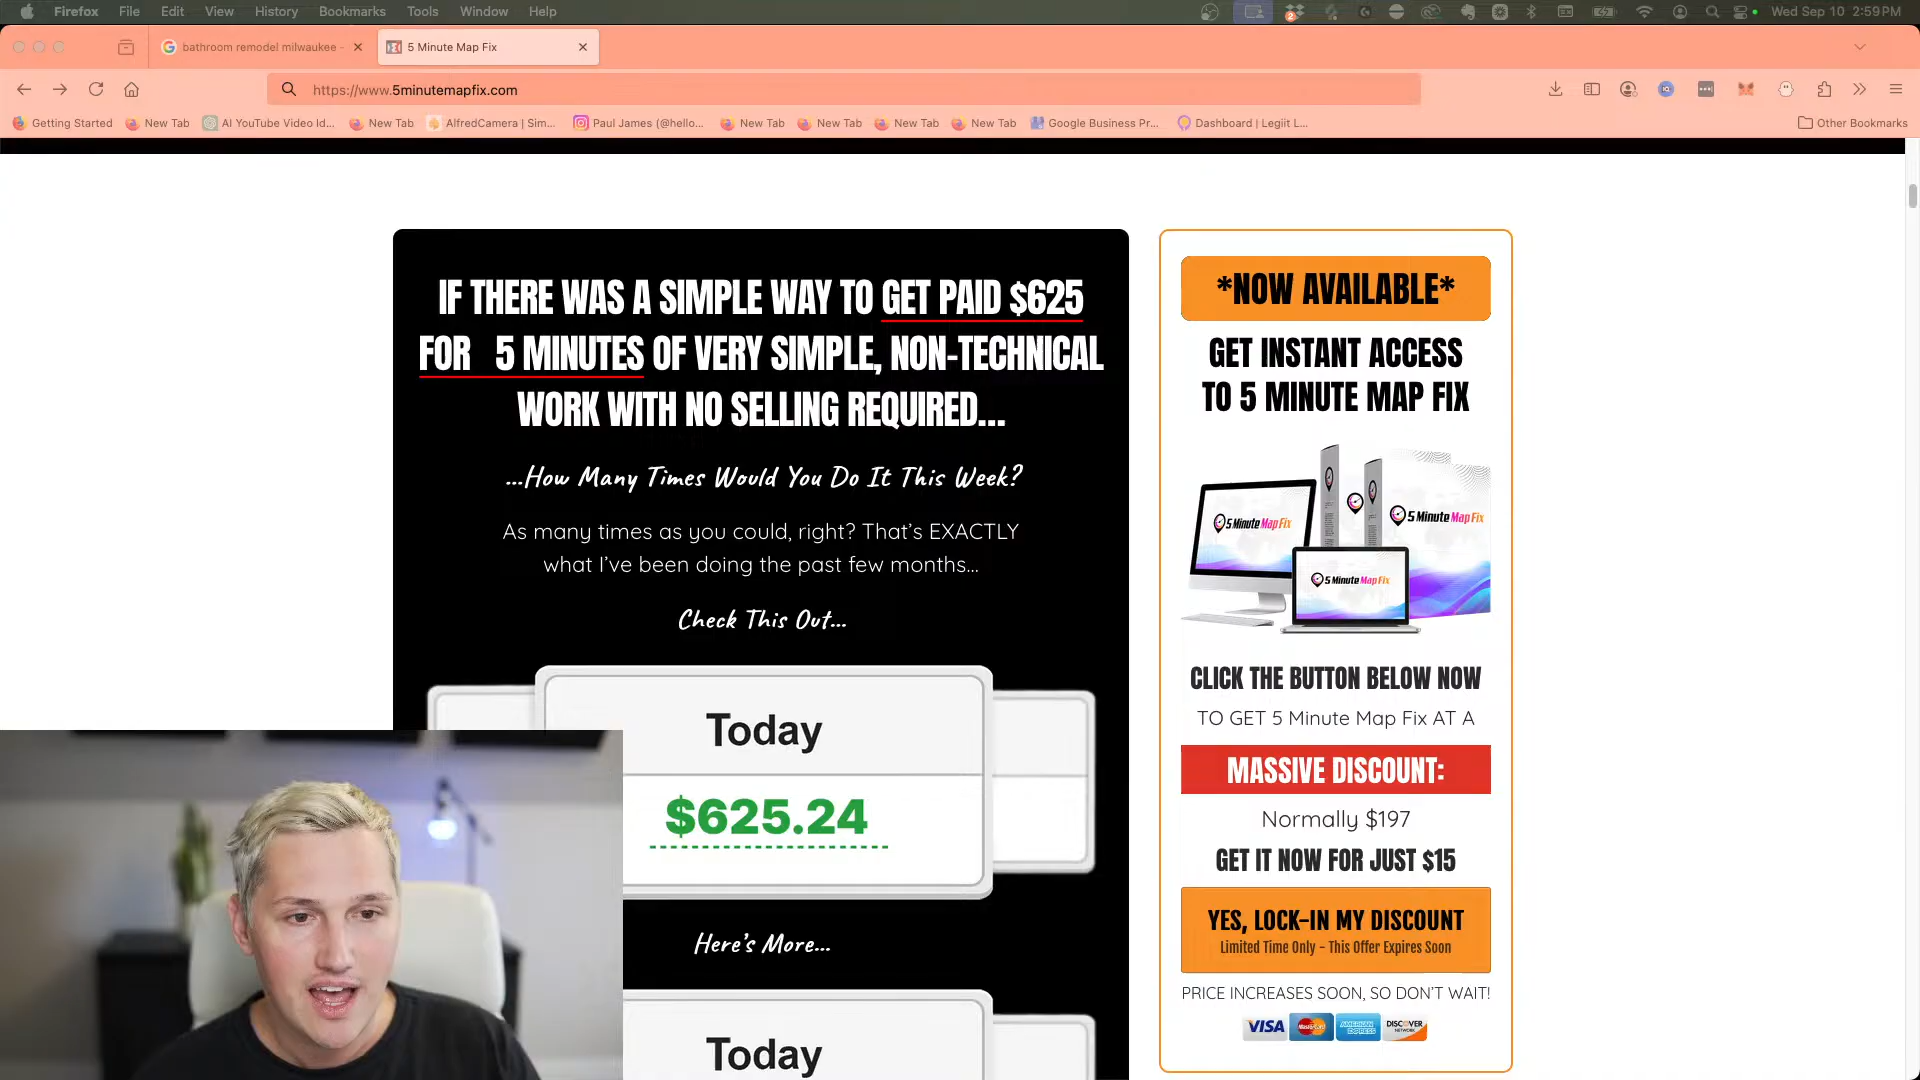 Firefox File Edit View History Bookmarks Tools Window Help
2
Wed Sep 10 2:59 PM
bathroom remodel milwaukee -
5 Minute Map Fix
https://www.5minutemapfix.com
Getting Started
New Tab
AI YouTube Video Id...
New Tab
AlfredCamera | Sim...
Paul James (@hello...
New Tab
New Tab
New Tab
New Tab
Google Business Pr...
Dashboard | Legiit L...
Other Bookmarks
IF THERE WAS A SIMPLE WAY TO GET PAID $625
FOR 5 MINUTES OF VERY SIMPLE, NON-TECHNICAL
WORK WITH NO SELLING REQUIRED...
...How Many Times Would You Do It This Week?
As many times as you could, right? That's EXACTLY
what I've been doing the past few months...
Check This Out...
Today
$625.24
Here's More...
Today
*NOW AVAILABLE*
GET INSTANT ACCESS
TO 5 MINUTE MAP FIX
5 Minute Map Fix
5 Minute Map Fix
5 Minute Map Fix
CLICK THE BUTTON BELOW NOW
TO GET 5 Minute Map Fix AT A
MASSIVE DISCOUNT:
Normally $197
GET IT NOW FOR JUST $15
YES, LOCK-IN MY DISCOUNT
Limited Time Only - This Offer Expires Soon
PRICE INCREASES SOON, SO DON'T WAIT!
VISA MasterCard AMERICAN EXPRESS DISCOVER NETWORK